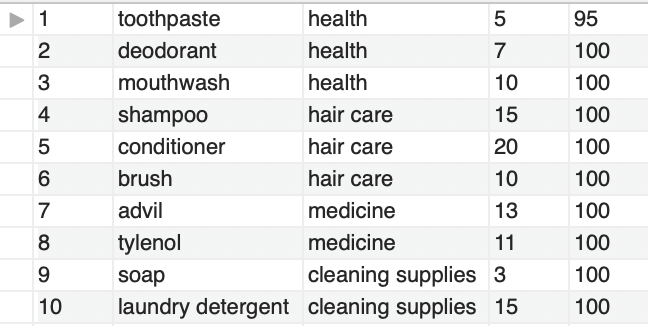 1 toothpaste health 5 95
2 deodorant health 7 100
3 mouthwash health 10 100
4 shampoo hair care 15 100
5 conditioner hair care 20 100
6 brush hair care 10 100
7 advil medicine 13 100
8 tylenol medicine 11 100
9 soap cleaning supplies 3 100
10 laundry detergent cleaning supplies 15 100